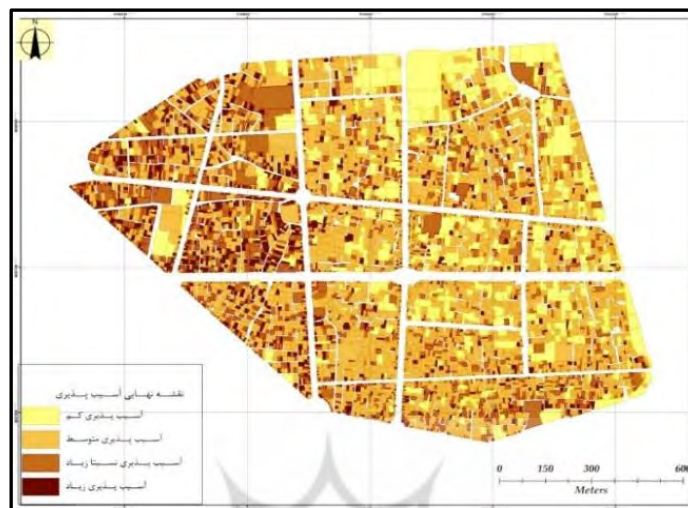 N
نقشه نهایی آسیب پذیری
آسیب پذیری کم
آسیب پذیری متوسط
آسیب پذیری نسبتا زیاد
آسیب پذیری زیاد
0 150 300 600
Meters